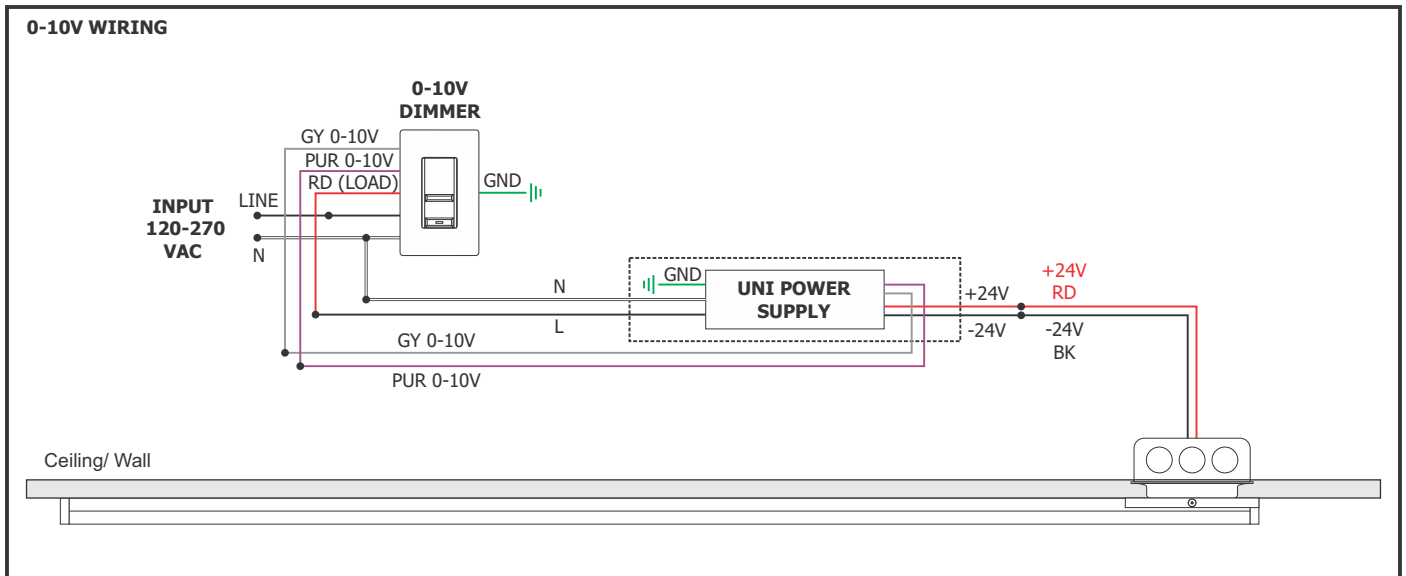 0-10V WIRING
0-10V
DIMMER
GY 0-10V
PUR 0-10V
RD (LOAD)
GND
LINE
INPUT
120-270
VAC
N
GND
N
L
UNI POWER
SUPPLY
+24V
-24V
+24V
RD
-24V
BK
GY 0-10V
PUR 0-10V
Ceiling/ Wall